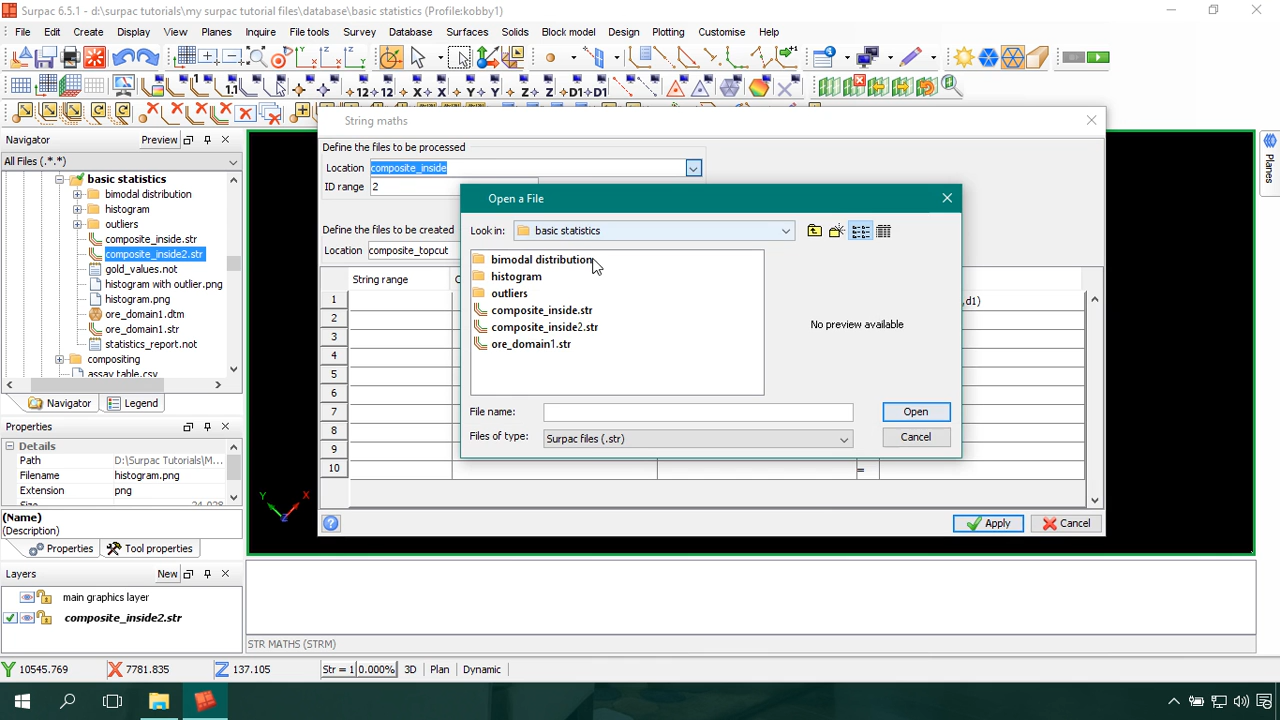 Surpac 6.5.1 - d:\surpac tutorials\my surpac tutorial files\database\basic statistics (Profile:kobby1)
File Edit Create Display View Planes Inquire File tools Survey Database Surfaces Solids Block model Design Plotting Customise Help
Navigator Preview
All Files (.*.*)
basic statistics
bimodal distribution
histogram
outliers
composite_inside.str
composite_inside2.str
gold_values.not
histogram with outlier.png
histogram.png
ore_domain1.dtm
ore_domain1.str
statistics_report.not
compositing
assay table.csv
Navigator Legend
Properties
Details
Path D:\Surpac Tutorials\M...
Filename histogram.png
Extension png
Size 24,028
(Name)
(Description)
Properties Tool properties
Layers New
main graphics layer
composite_inside2.str
String maths
Define the files to be processed
Location composite_inside
ID range 2
Define the files to be created
Location composite_topcut
String range
1 ,d1)
2
3
4
5
6
7
8
9
10 =
Apply Cancel
Open a File
Look in: basic statistics
bimodal distribution
histogram
outliers
composite_inside.str
composite_inside2.str
ore_domain1.str
No preview available
File name: Open
Files of type: Surpac files (.str) Cancel
Planes
Y X Z
STR MATHS (STRM)
Y 10545.769 X 7781.835 Z 137.105 Str = 1 0.000% 3D Plan Dynamic